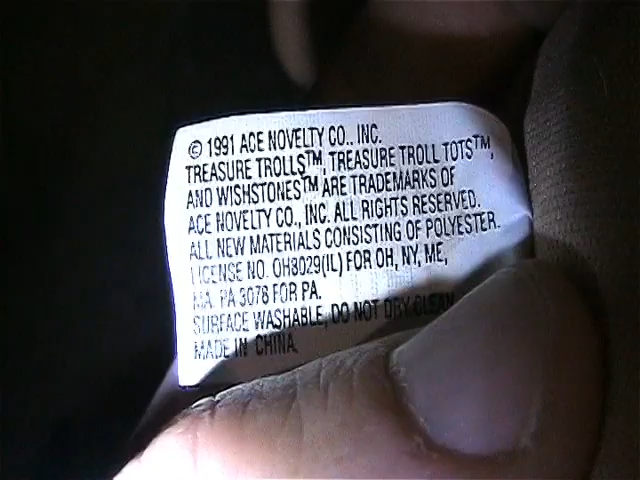 © 1991 ACE NOVELTY CO., INC.
TREASURE TROLLS™, TREASURE TROLL TOTS™,
AND WISHSTONES™ ARE TRADEMARKS OF
ACE NOVELTY CO., INC. ALL RIGHTS RESERVED.
ALL NEW MATERIALS CONSISTING OF POLYESTER.
LICENSE NO. OH8029(IL) FOR OH, NY, ME,
MA. PA 3078 FOR PA.
SURFACE WASHABLE, DO NOT DRY CLEAN
MADE IN CHINA